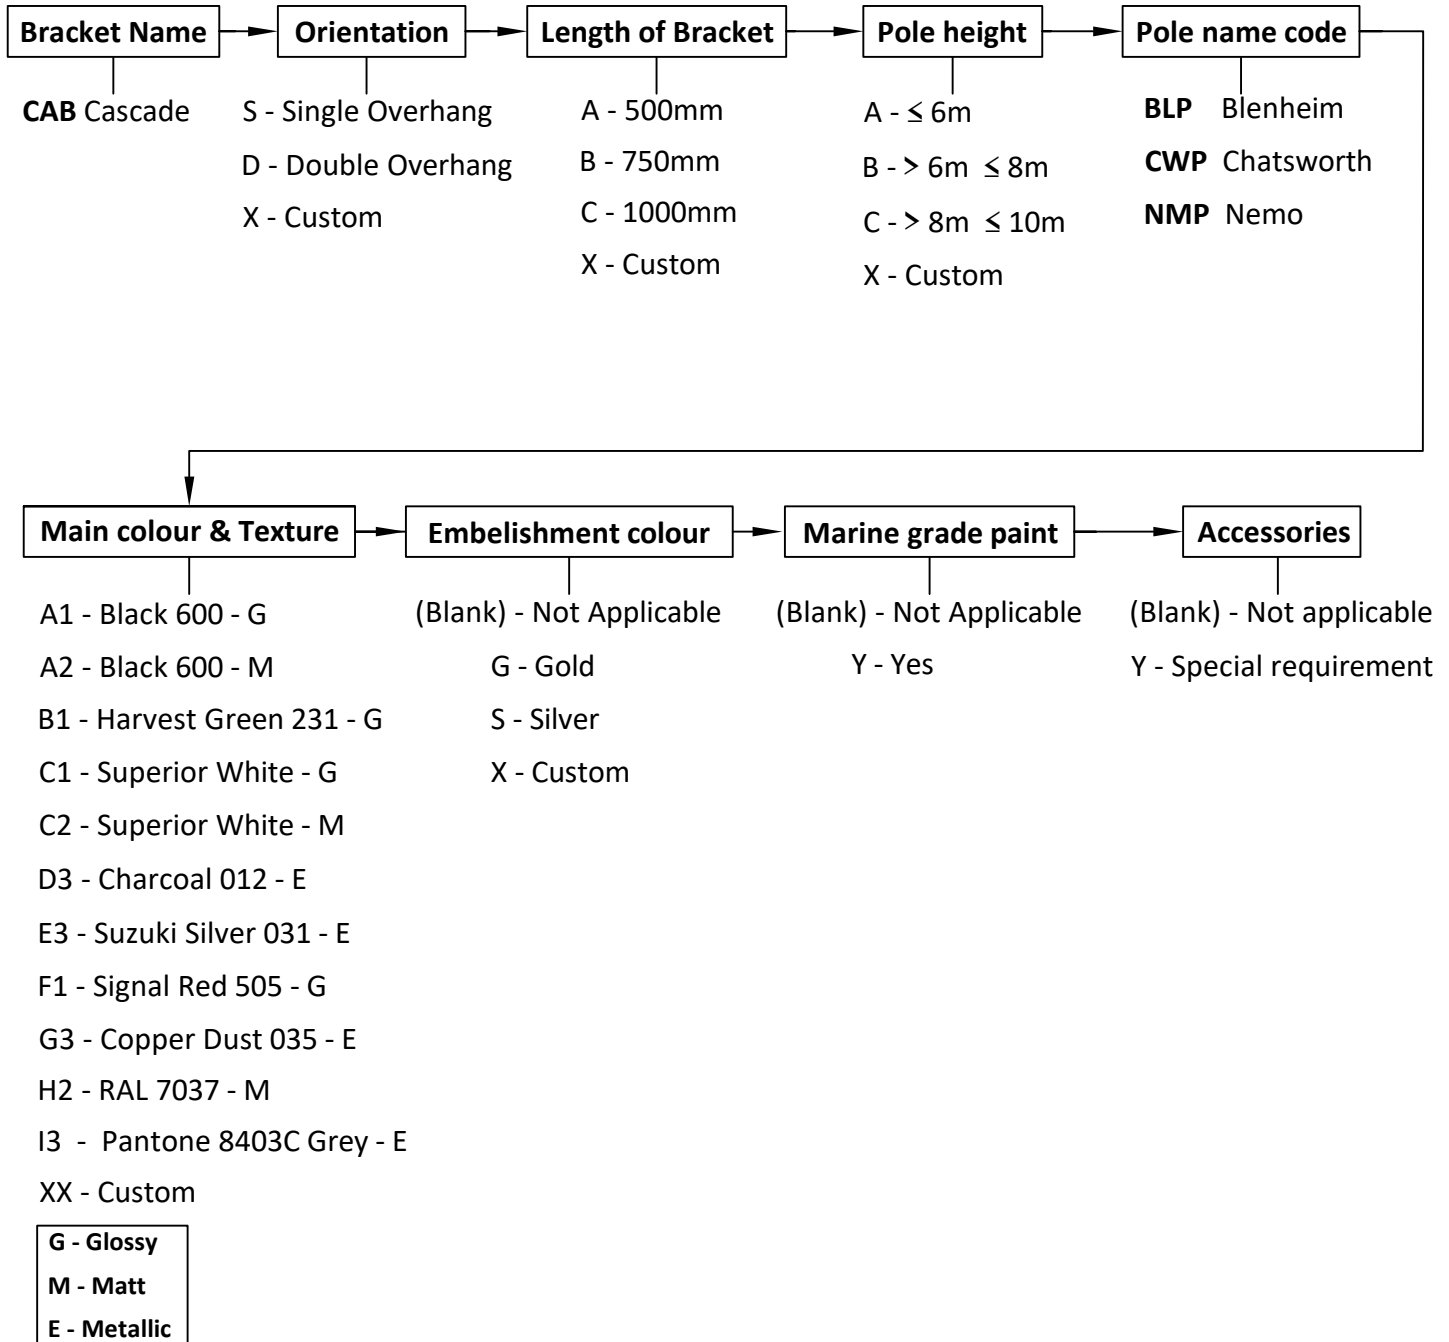 Bracket Name
Orientation
Length of Bracket
Pole height
Pole name code
CAB Cascade
S - Single Overhang
D - Double Overhang
X - Custom
A - 500mm
B - 750mm
C - 1000mm
X - Custom
A - ≤ 6m
B - > 6m ≤ 8m
C - > 8m ≤ 10m
X - Custom
BLP Blenheim
CWP Chatsworth
NMP Nemo
Main colour & Texture
Embelishment colour
Marine grade paint
Accessories
A1 - Black 600 - G
A2 - Black 600 - M
B1 - Harvest Green 231 - G
C1 - Superior White - G
C2 - Superior White - M
D3 - Charcoal 012 - E
E3 - Suzuki Silver 031 - E
F1 - Signal Red 505 - G
G3 - Copper Dust 035 - E
H2 - RAL 7037 - M
I3 - Pantone 8403C Grey - E
XX - Custom
G - Glossy
M - Matt
E - Metallic
(Blank) - Not Applicable
G - Gold
S - Silver
X - Custom
(Blank) - Not Applicable
Y - Yes
(Blank) - Not applicable
Y - Special requirement